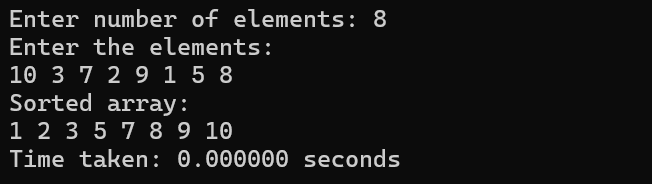 Enter number of elements: 8
Enter the elements:
10 3 7 2 9 1 5 8
Sorted array:
1 2 3 5 7 8 9 10
Time taken: 0.000000 seconds